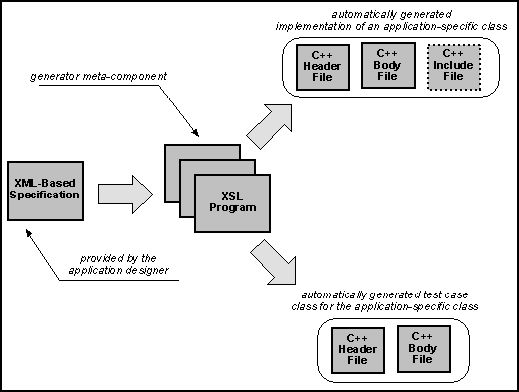 automatically generated
implementation of an application-specific class
C++
Header
File
C++
Body
File
C++
Include
File
generator meta-component
XML-Based
Specification
XSL
Program
provided by the
application designer
automatically generated test case
class for the application-specific class
C++
Header
File
C++
Body
File